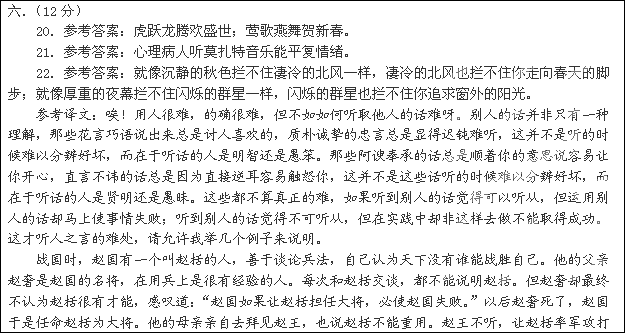 六．（12 分）
20．参考答案：虎跃龙腾欢盛世；莺歌燕舞贺新春。
21．参考答案：心理病人听莫扎特音乐能平复情绪。
22．参考答案：就像沉静的秋色拦不住凄冷的北风一样，凄冷的北风也拦不住你走向春天的脚
步；就像厚重的夜幕拦不住闪烁的群星一样，闪烁的群星也拦不住你追求窗外的阳光。
参考译文：唉！用人很难，的确很难，但不如如何听取他人的话难呀。别人的话并非只有一种
理解，那些花言巧语说出来总是讨人喜欢的，质朴诚挚的忠言总是显得迟钝难听，这并不是听的时
候难以分辨好坏，而在于听话的人是明智还是愚笨。那些阿谀奉承的话总是顺着你的意思说容易让
你开心，直言不讳的话总是因为直接逆耳容易触怒你，这并不是这些话听的时候难以分辨好坏，而
在于听话的人是贤明还是愚昧。这些都不算真正的难，如果听到别人的话觉得可以听从，但运用别
人的话却马上使事情失败；听到别人的话觉得不可听从，但在实践中却非这样去做不能取得成功。
这才听人之言的难处，请允许我举几个例子来说明。
战国时，赵国有一个叫赵括的人，善于谈论兵法，自己认为天下没有谁能战胜自己。他的父亲
赵奢是赵国的名将，在用兵上是很有经验的人。每次和赵括交谈，都不能说明赵括。但赵奢却最终
不认为赵括很有才能，感叹道：“赵国如果让赵括担任大将，必使赵国失败。”以后赵奢死了，赵国
于是任命赵括为大将。他的母亲亲自去拜见赵王，也说赵括不能重用。赵王不听，让赵括率军攻打